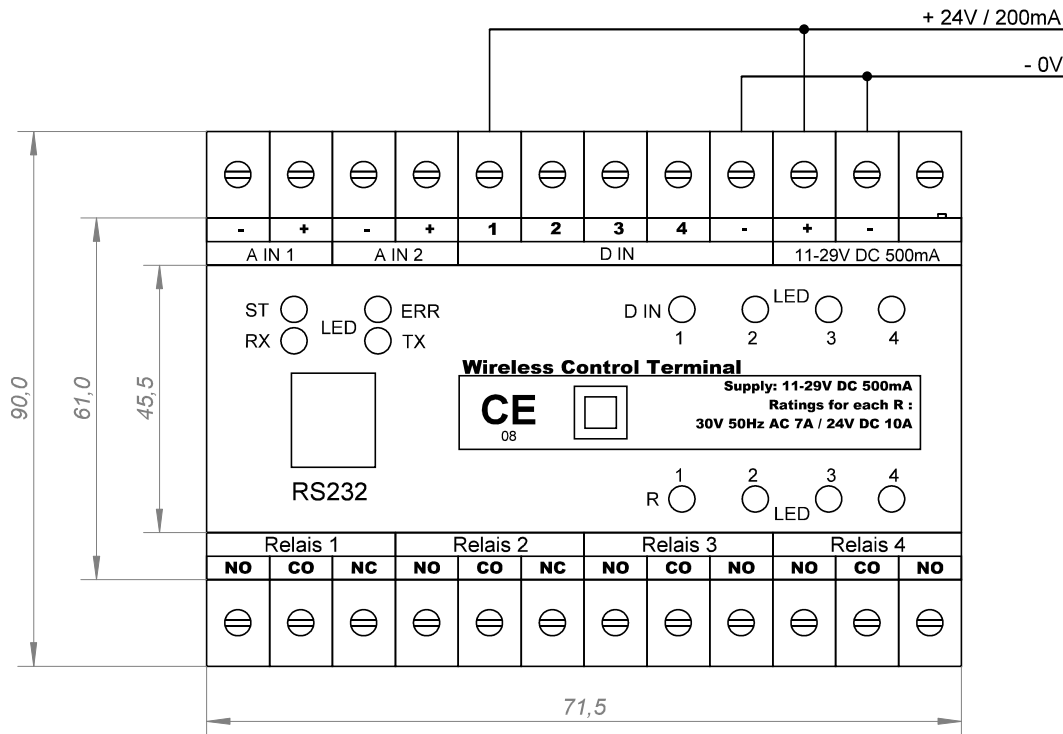 + 24V / 200mA
- 0V
- + - + 1 2 3 4 - + -
A IN 1 A IN 2 D IN 11-29V DC 500mA
ST ERR D IN LED
LED
RX TX 1 2 3 4
Wireless Control Terminal
CE
08
Supply: 11-29V DC 500mA
Ratings for each R :
30V 50Hz AC 7A / 24V DC 10A
RS232
1 2 3 4
R LED
Relais 1 Relais 2 Relais 3 Relais 4
NO CO NC NO CO NC NO CO NO NO CO NO
90,0
61,0
45,5
71,5